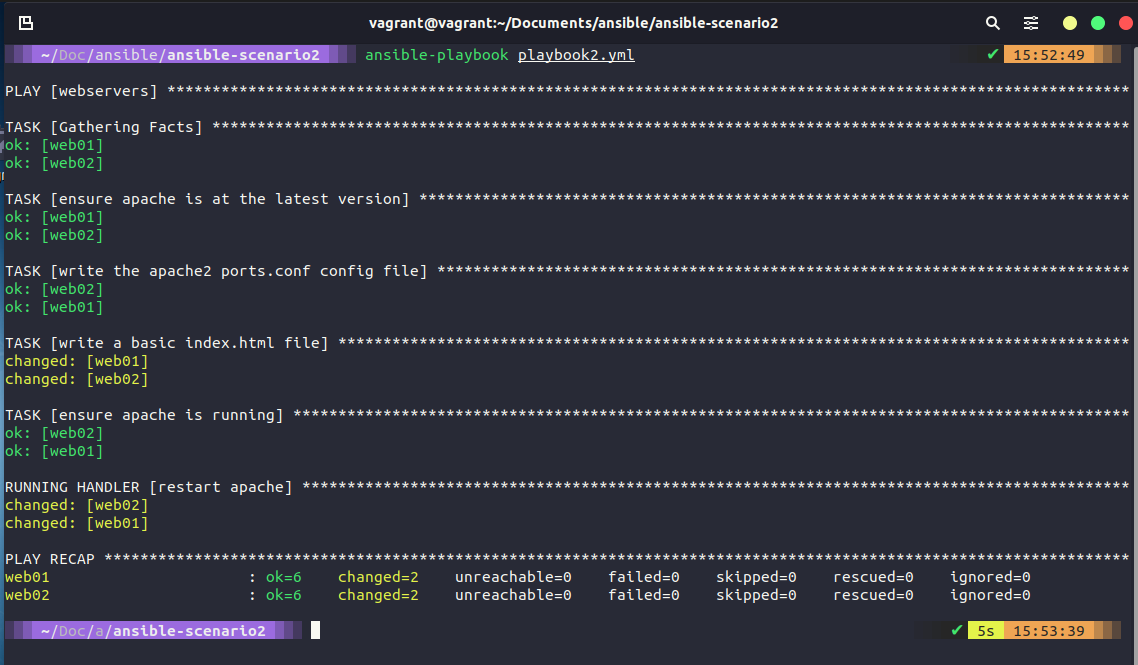 vagrant@vagrant:~/Documents/ansible/ansible-scenario2
~/Doc/ansible/ansible-scenario2 ansible-playbook playbook2.yml ✔ 15:52:49
PLAY [webservers] ***********************************************************************************************************
TASK [Gathering Facts] ******************************************************************************************************
ok: [web01]
ok: [web02]
TASK [ensure apache is at the latest version] *******************************************************************************
ok: [web01]
ok: [web02]
TASK [write the apache2 ports.conf config file] *****************************************************************************
ok: [web02]
ok: [web01]
TASK [write a basic index.html file] ****************************************************************************************
changed: [web01]
changed: [web02]
TASK [ensure apache is running] *********************************************************************************************
ok: [web02]
ok: [web01]
RUNNING HANDLER [restart apache] ********************************************************************************************
changed: [web02]
changed: [web01]
PLAY RECAP ******************************************************************************************************************
web01                      : ok=6    changed=2    unreachable=0    failed=0    skipped=0    rescued=0    ignored=0
web02                      : ok=6    changed=2    unreachable=0    failed=0    skipped=0    rescued=0    ignored=0
~/Doc/a/ansible-scenario2 ✔ 5s 15:53:39